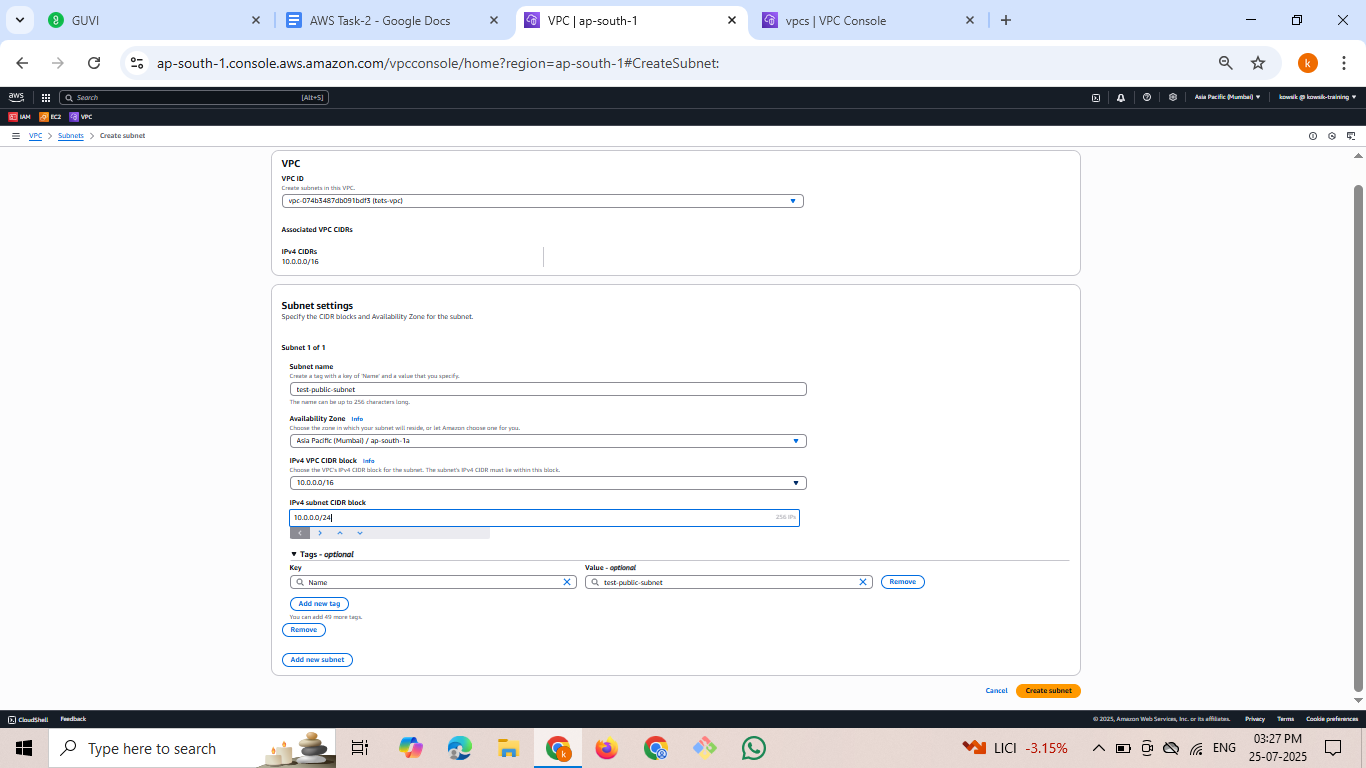 GUVI
AWS Task-2 - Google Docs
VPC | ap-south-1
vpcs | VPC Console
ap-south-1.console.aws.amazon.com/vpcconsole/home?region=ap-south-1#CreateSubnet:
k
aws
Search
[Alt+S]
Asia Pacific (Mumbai)
kowsik @ kowsik-training
IAM
EC2
VPC
VPC > Subnets > Create subnet
VPC
VPC ID
Create subnets in this VPC.
vpc-074b3487db091bdf3 (tets-vpc)
Associated VPC CIDRs
IPv4 CIDRs
10.0.0.0/16
Subnet settings
Specify the CIDR blocks and Availability Zone for the subnet.
Subnet 1 of 1
Subnet name
Create a tag with a key of 'Name' and a value that you specify.
test-public-subnet
The name can be up to 256 characters long.
Availability Zone Info
Choose the zone in which your subnet will reside, or let Amazon choose one for you.
Asia Pacific (Mumbai) / ap-south-1a
IPv4 VPC CIDR block Info
Choose the VPC's IPv4 CIDR block for the subnet. The subnet's IPv4 CIDR must lie within this block.
10.0.0.0/16
IPv4 subnet CIDR block
10.0.0.0/24
256 IPs
Tags - optional
Key
Value - optional
Name
test-public-subnet
Remove
Add new tag
You can add 49 more tags.
Remove
Add new subnet
Cancel
Create subnet
CloudShell
Feedback
© 2025, Amazon Web Services, Inc. or its affiliates.
Privacy
Terms
Cookie preferences
Type here to search
LICI -3.15%
ENG
03:27 PM
25-07-2025